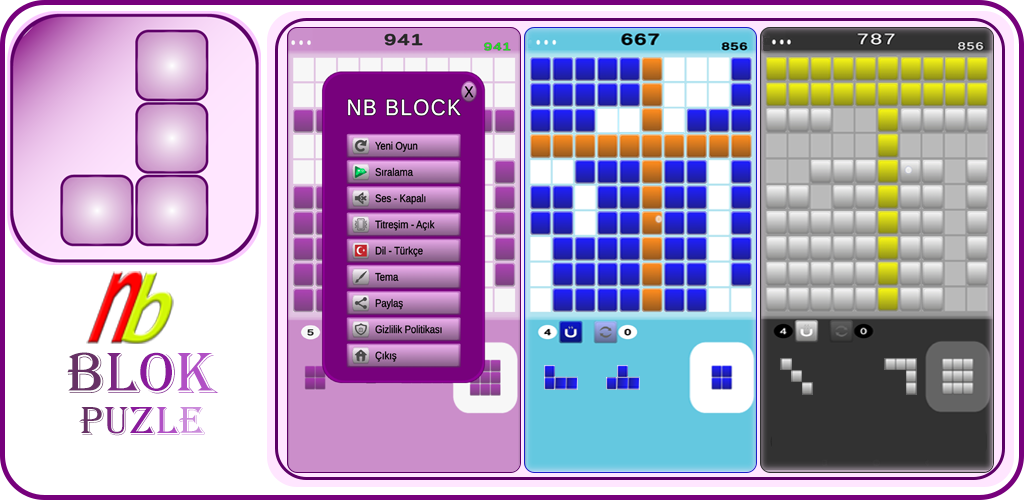 nb
BLOK
PUZLE
... 941 941
NB BLOCK
X
Yeni Oyun
Sıralama
Ses - Kapalı
Titreşim - Açık
Dil - Türkçe
Tema
Paylaş
Gizlilik Politikası
Çıkış
5
... 667 856
4 0
... 787 856
4 0